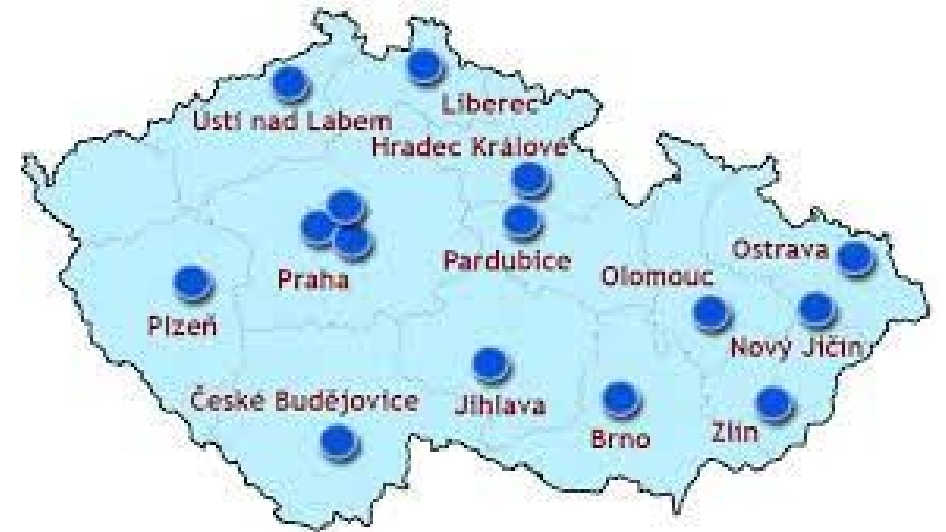 Liberec
Ústí nad Labem
Hradec Králové
Ostrava
Pardubice
Olomouc
Praha
Plzeň
Nový Jičín
České Budějovice
Jihlava
Zlín
Brno